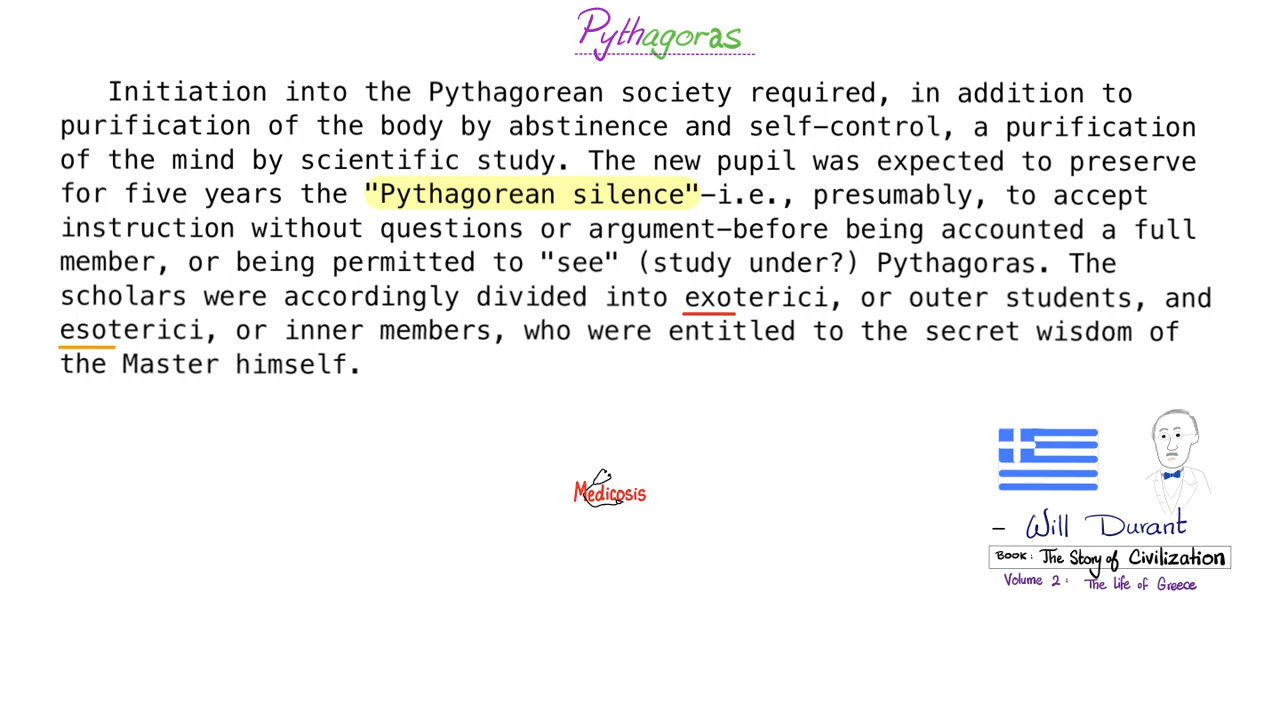 Pythagoras
Initiation into the Pythagorean society required, in addition to
purification of the body by abstinence and self-control, a purification
of the mind by scientific study. The new pupil was expected to preserve
for five years the "Pythagorean silence"-i.e., presumably, to accept
instruction without questions or argument-before being accounted a full
member, or being permitted to "see" (study under?) Pythagoras. The
scholars were accordingly divided into exoterici, or outer students, and
esoterici, or inner members, who were entitled to the secret wisdom of
the Master himself.
Medicosis
- Will Durant
BOOK: The Story of Civilization
Volume 2: The Life of Greece